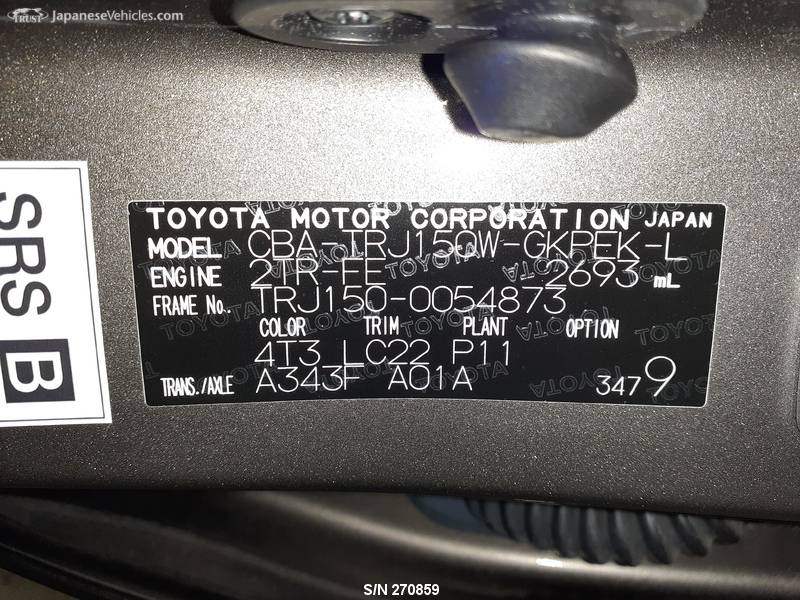 TRUST JapaneseVehicles.com
SRS B
TOYOTA MOTOR CORPORATION JAPAN
MODEL CBA-TRJ150W-GKPEK-L
ENGINE 2TR-FE 2693 mL
FRAME No. TRJ150-0054873
COLOR TRIM PLANT OPTION
4T3 LC22 P11
TRANS./AXLE A343F A01A 3479
S/N 270859